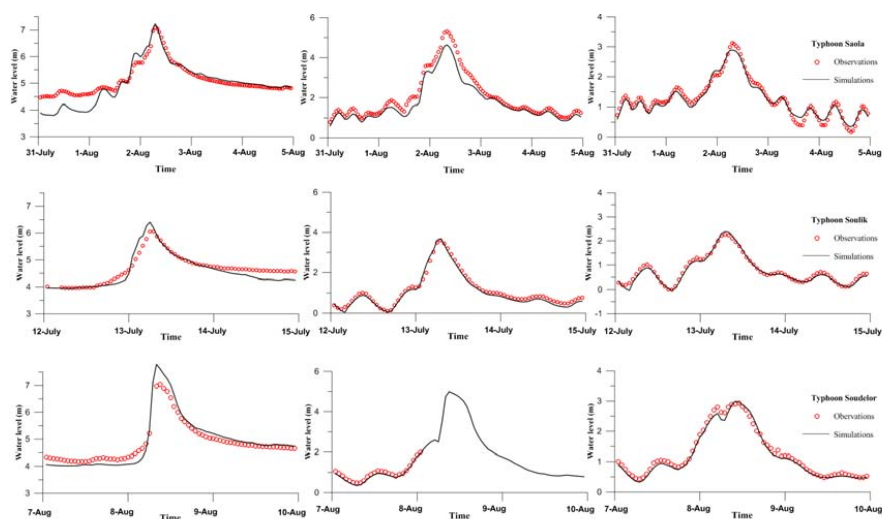 Water level (m)
7
6
5
4
3
31-July 1-Aug 2-Aug 3-Aug 4-Aug 5-Aug
Time
Water level (m)
6
4
2
0
31-July 1-Aug 2-Aug 3-Aug 4-Aug 5-Aug
Time
Water level (m)
4
3
2
1
0
31-July 1-Aug 2-Aug 3-Aug 4-Aug 5-Aug
Time
Typhoon Saola
Observations
Simulations
Water level (m)
7
6
5
4
3
12-July 13-July 14-July 15-July
Time
Water level (m)
6
4
2
0
12-July 13-July 14-July 15-July
Time
Water level (m)
4
3
2
1
0
-1
12-July 13-July 14-July 15-July
Time
Typhoon Soulik
Observations
Simulations
Water level (m)
7
6
5
4
3
7-Aug 8-Aug 9-Aug 10-Aug
Time
Water level (m)
6
4
2
0
7-Aug 8-Aug 9-Aug 10-Aug
Time
Water level (m)
4
3
2
1
0
7-Aug 8-Aug 9-Aug 10-Aug
Time
Typhoon Soudelor
Obervations
Simulations